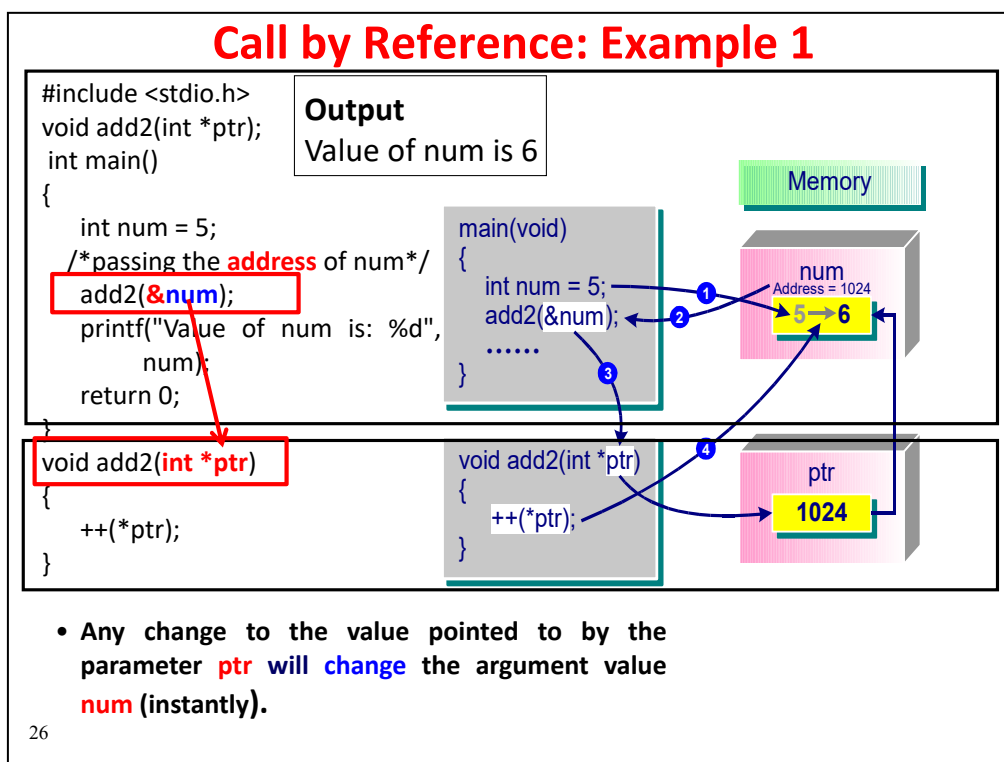 Call by Reference: Example 1
#include <stdio.h>
void add2(int *ptr);
int main()
{
int num = 5;
/*passing the address of num*/
add2(&num);
printf("Value of num is: %d",
num);
return 0;
}
void add2(int *ptr)
{
++(*ptr);
}
Output
Value of num is 6
main(void)
{
int num = 5;
add2(&num);
......
}
1
2
3
4
void add2(int *ptr)
{
++(*ptr);
}
Memory
num
Address = 1024
5→6
ptr
1024
• Any change to the value pointed to by the
parameter ptr will change the argument value
num (instantly).
26